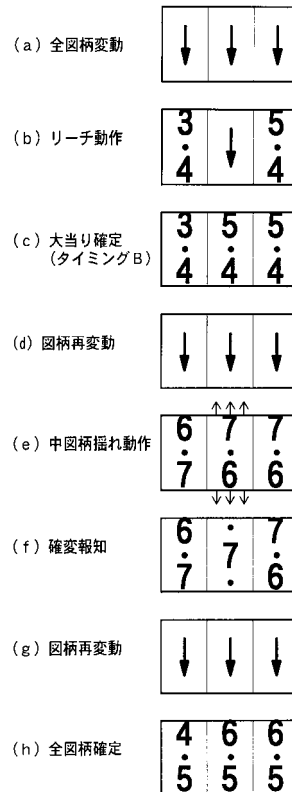 (a) 全図柄変動
↓ ↓ ↓
(b) リーチ動作
3 5
・ ↓ ・
4 4
(c) 大当り確定
(タイミングB)
3 5 5
・ ・ ・
4 4 4
(d) 図柄再変動
↓ ↓ ↓
(e) 中図柄揺れ動作
↑ ↑ ↑
6 7 7
・ ・ ・
7 6 6
↓ ↓ ↓
(f) 確変報知
6 ・ 7
・ 7 ・
7 ・ 6
(g) 図柄再変動
↓ ↓ ↓
(h) 全図柄確定
4 6 6
・ ・ ・
5 5 5